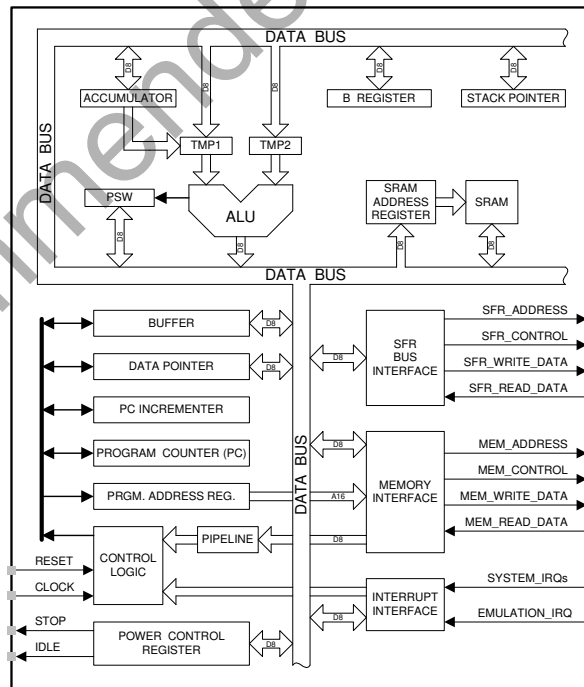 DATA BUS
D8
D8
D8
D8
D8
ACCUMULATOR
B REGISTER
STACK POINTER
DATA BUS
TMP1
TMP2
PSW
ALU
SRAM
ADDRESS
REGISTER
SRAM
D8
D8
D8
D8
DATA BUS
BUFFER
D8
DATA POINTER
D8
PC INCREMENTER
PROGRAM COUNTER (PC)
PRGM. ADDRESS REG.
A16
DATA BUS
D8
SFR
BUS
INTERFACE
SFR_ADDRESS
SFR_CONTROL
SFR_WRITE_DATA
SFR_READ_DATA
D8
MEMORY
INTERFACE
MEM_ADDRESS
MEM_CONTROL
MEM_WRITE_DATA
MEM_READ_DATA
CONTROL
LOGIC
PIPELINE
D8
RESET
CLOCK
STOP
IDLE
POWER CONTROL
REGISTER
D8
D8
INTERRUPT
INTERFACE
SYSTEM_IRQs
EMULATION_IRQ
mmende